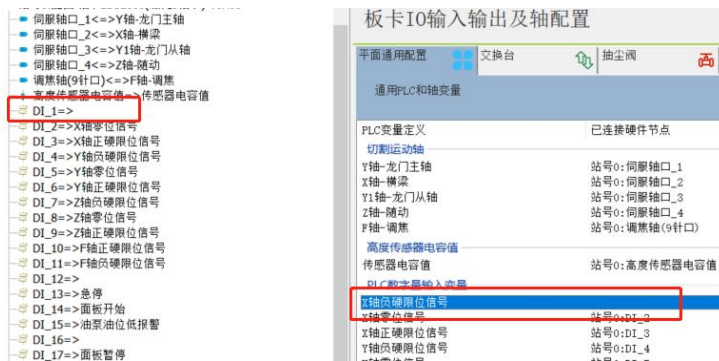 伺服轴口_1<=>Y轴-龙门主轴
伺服轴口_2<=>X轴-横梁
伺服轴口_3<=>Y1轴-龙门从轴
伺服轴口_4<=>Z轴-随动
调焦轴(9针口)<=>F轴-调焦
高度传感器电容值=>传感器电容值
DI_1=>
DI_2=>X轴零位信号
DI_3=>X轴正硬限位信号
DI_4=>Y轴负硬限位信号
DI_5=>Y轴零位信号
DI_6=>Y轴正硬限位信号
DI_7=>Z轴负硬限位信号
DI_8=>Z轴零位信号
DI_9=>Z轴正硬限位信号
DI_10=>F轴正硬限位信号
DI_11=>F轴负硬限位信号
DI_12=>
DI_13=>急停
DI_14=>面板开始
DI_15=>油泵油位低报警
DI_16=>
DI_17=>面板暂停
板卡IO输入输出及轴配置
平面通用配置 交换台 抽尘阀
通用PLC和轴变量
PLC变量定义 已连接硬件节点
切割运动轴
Y轴-龙门主轴 站号0:伺服轴口_1
X轴-横梁 站号0:伺服轴口_2
Y1轴-龙门从轴 站号0:伺服轴口_3
Z轴-随动 站号0:伺服轴口_4
F轴-调焦 站号0:调焦轴(9针口)
高度传感器电容值
传感器电容值 站号0:高度传感器电容值
PLC数字量输入变量
X轴负硬限位信号
X轴零位信号 站号0:DI_2
X轴正硬限位信号 站号0:DI_3
Y轴负硬限位信号 站号0:DI_4